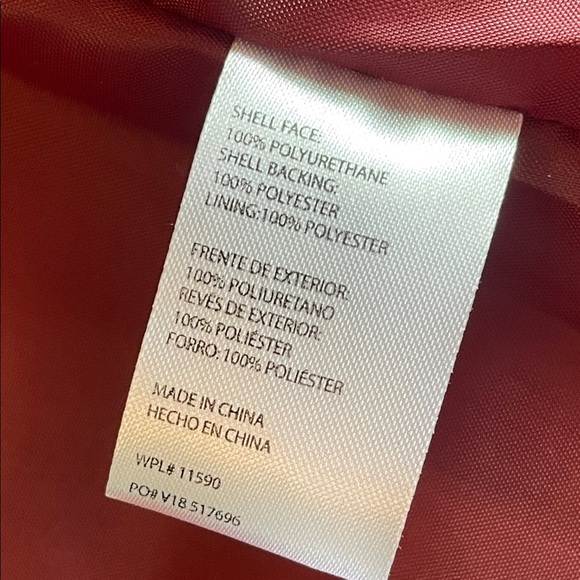 SHELL FACE:
100% POLYURETHANE
SHELL BACKING:
100% POLYESTER
LINING:100% POLYESTER
FRENTE DE EXTERIOR:
100% POLIURETANO
REVÉS DE EXTERIOR:
100% POLIÉSTER
FORRO: 100% POLIÉSTER
MADE IN CHINA
HECHO EN CHINA
WPL# 11590
PO# V18 517696